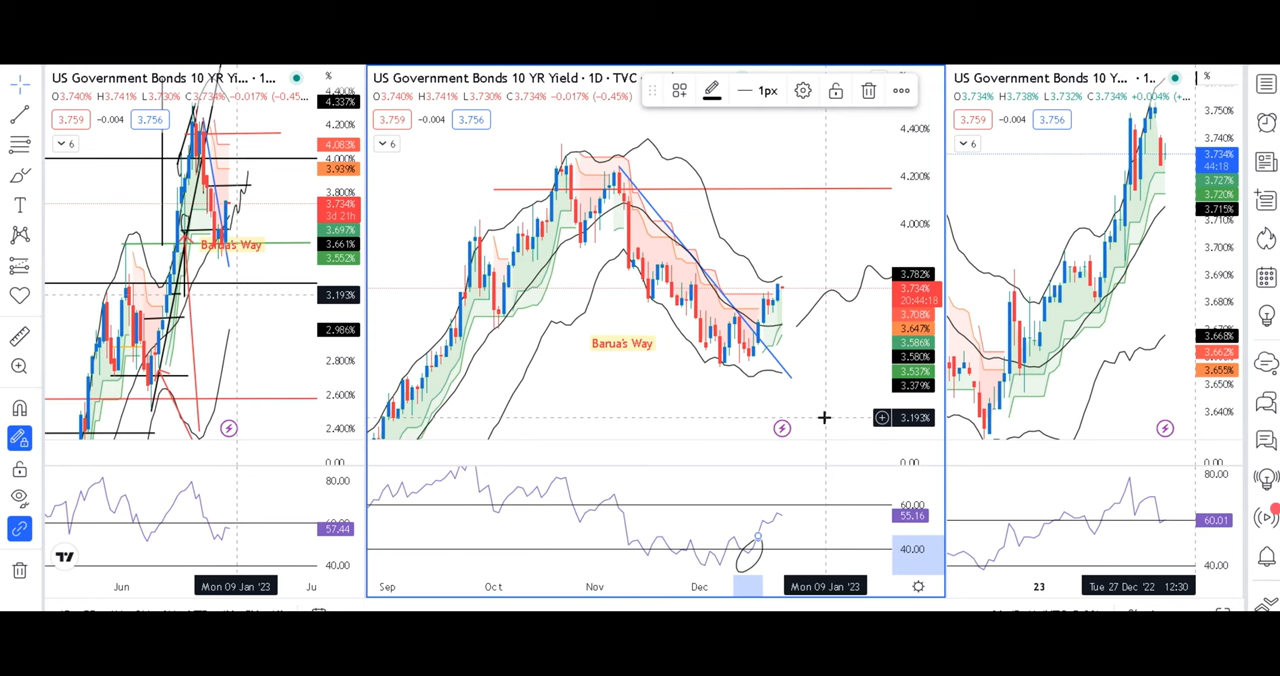 US Government Bonds 10 YR Yi... · 1...
O3.740% H3.741% L3.730% C3.734% −0.017% (−0.45...
3.759 −0.004 3.756
6
%
4.400%
4.337%
4.200%
4.083%
4.000%
3.939%
3.800%
3.734%
3d 21h
3.697%
3.661%
3.552%
3.193%
2.986%
2.800%
2.600%
2.400%
0.00
80.00
60.00
57.44
40.00
Barua's Way
Jun
Mon 09 Jan '23
Ju
US Government Bonds 10 YR Yield · 1D · TVC
O3.740% H3.741% L3.730% C3.734% −0.017% (−0.45%)
3.759 −0.004 3.756
6
1px
%
4.400%
4.200%
4.000%
3.782%
3.734%
20:44:18
3.708%
3.647%
3.586%
3.580%
3.537%
3.379%
3.193%
0.00
60.00
55.16
40.00
Barua's Way
Sep
Oct
Nov
Dec
Mon 09 Jan '23
US Government Bonds 10 Y... · 1..
O3.734% H3.738% L3.732% C3.734% +0.004% (+...
3.759 −0.004 3.756
6
%
3.750%
3.740%
3.734%
44:18
3.727%
3.720%
3.715%
3.700%
3.690%
3.680%
3.668%
3.662%
3.655%
3.650%
3.640%
0.00
80.00
60.01
40.00
23
Tue 27 Dec '22 12:30